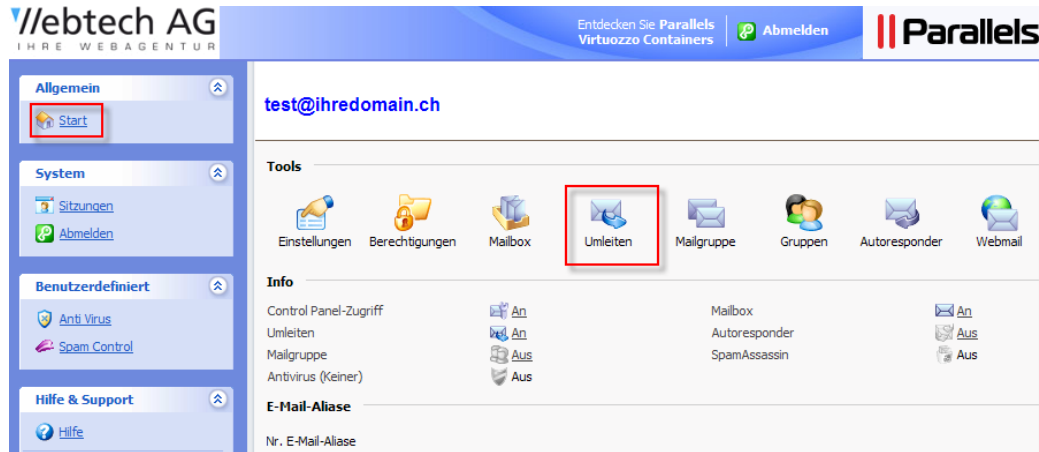 Webtech AG
IHRE WEBAGENTUR
Entdecken Sie Parallels
Virtuozzo Containers
Abmelden
Parallels
Allgemein
Start
System
Sitzungen
Abmelden
Benutzerdefiniert
Anti Virus
Spam Control
Hilfe & Support
Hilfe
test@ihredomain.ch
Tools
Einstellungen Berechtigungen Mailbox Umleiten Mailgruppe Gruppen Autoresponder Webmail
Info
Control Panel-Zugriff An Mailbox An
Umleiten An Autoresponder Aus
Mailgruppe Aus SpamAssassin Aus
Antivirus (Keiner) Aus
E-Mail-Aliase
Nr. E-Mail-Aliase